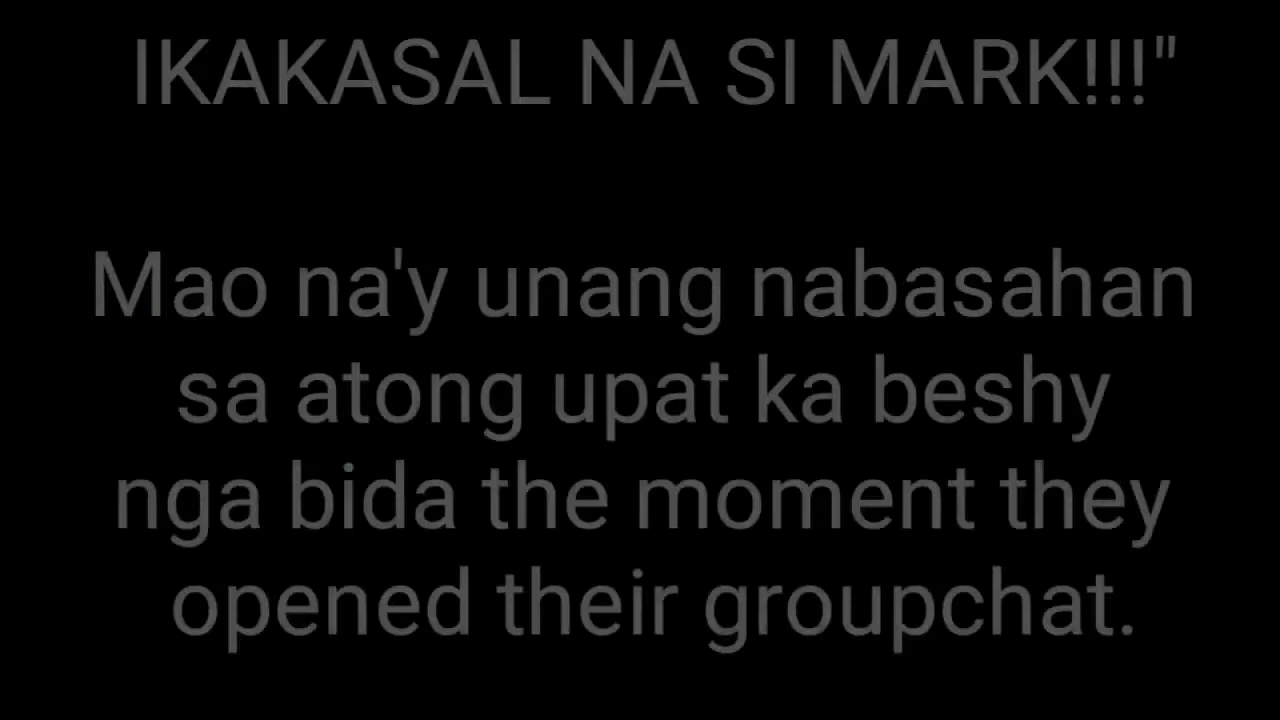 IKAKASAL NA SI MARK!!!"
Mao na'y unang nabasahan
sa atong upat ka beshy
nga bida the moment they
opened their groupchat.